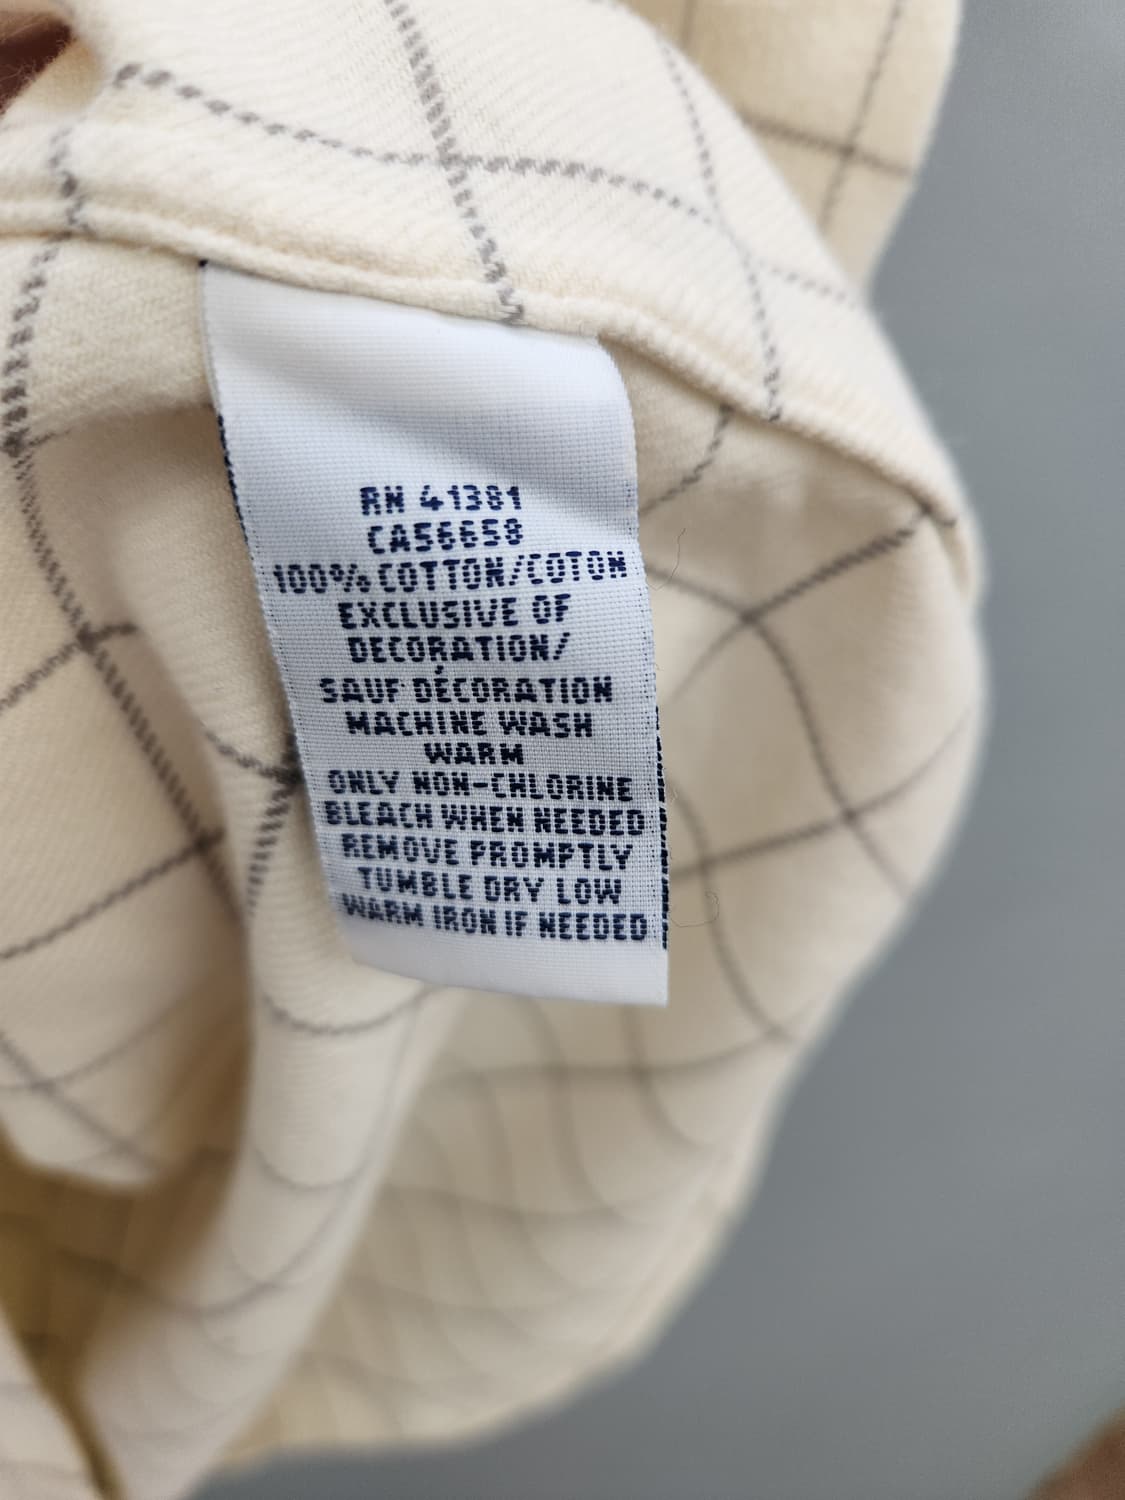 RN 41381
CA56658
100% COTTON/COTON
EXCLUSIVE OF
DECORATION/
SAUF DÉCORATION
MACHINE WASH
WARM
ONLY NON-CHLORINE
BLEACH WHEN NEEDED
REMOVE PROMPTLY
TUMBLE DRY LOW
WARM IRON IF NEEDED